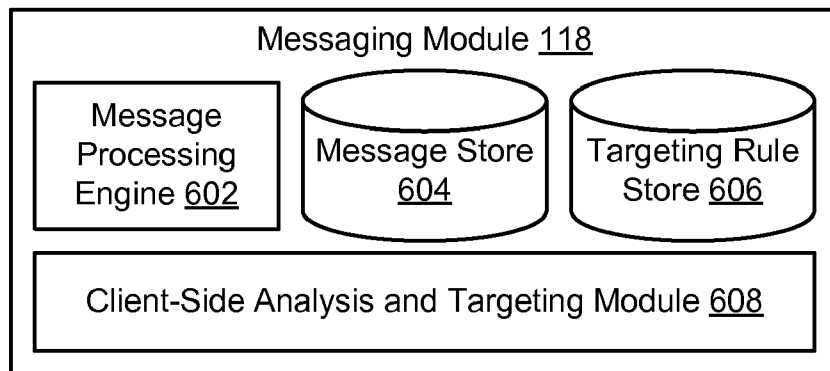 Messaging Module 118
Message
Processing
Engine 602
Message Store
604
Targeting Rule
Store 606
Client-Side Analysis and Targeting Module 608